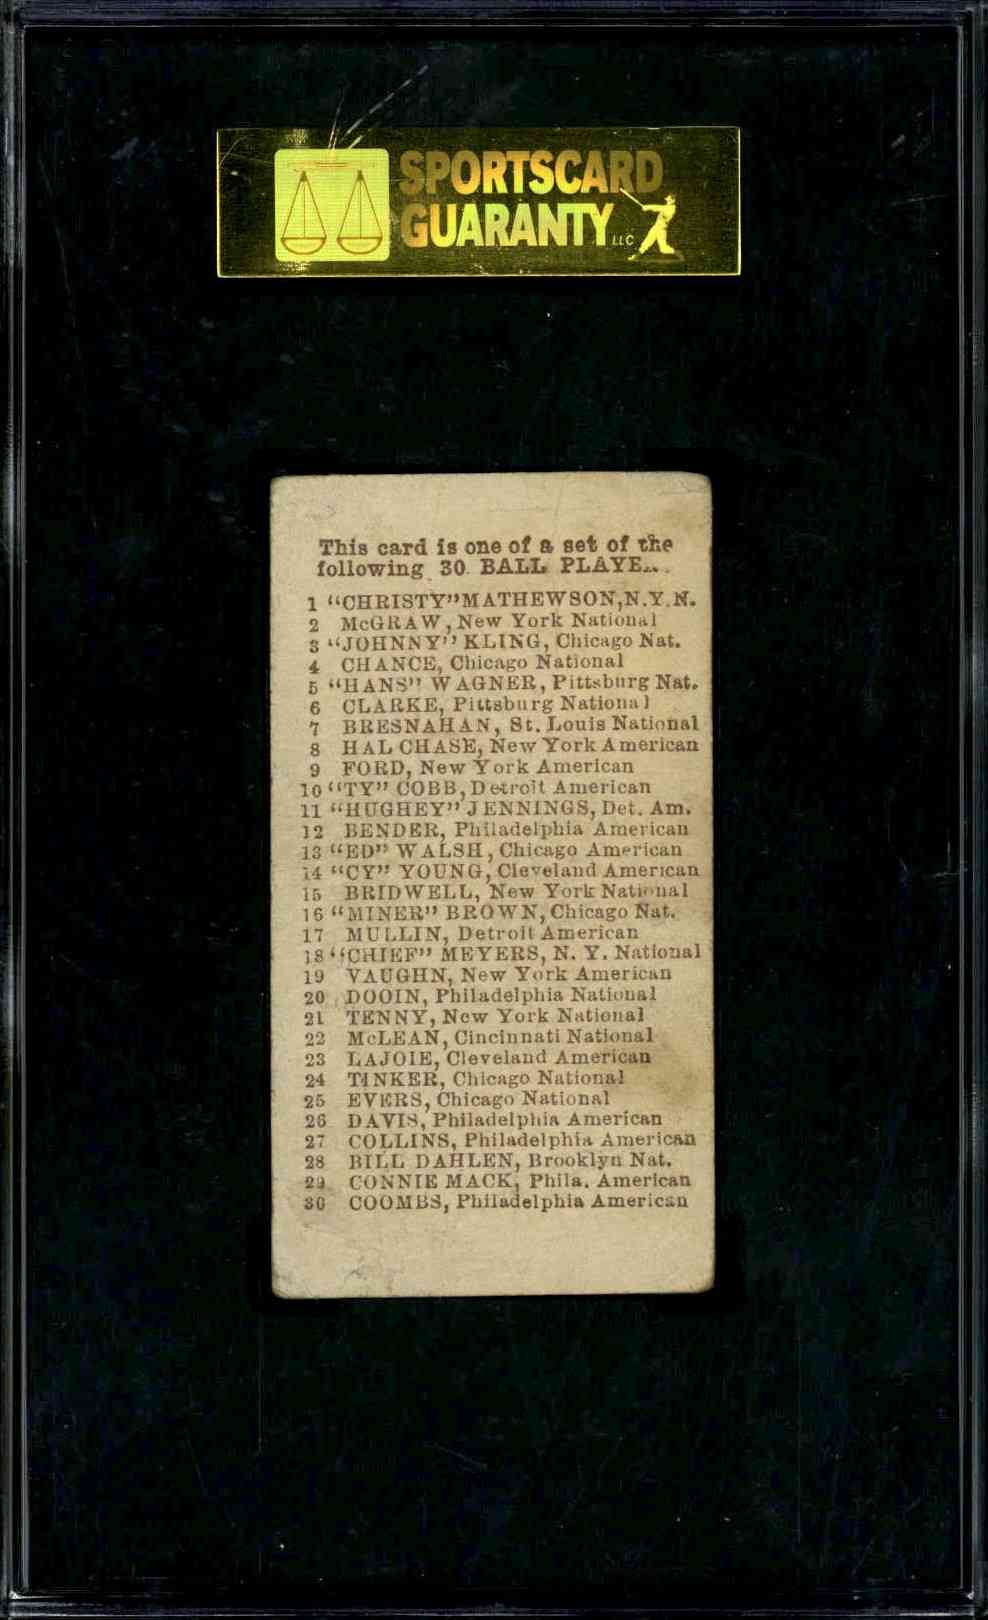 SPORTSCARD
GUARANTY LLC
This card is one of a set of the
following 30 BALL PLAYE
1 "CHRISTY" MATHEWSON, N.Y.N.
2 McGRAW, New York National
3 "JOHNNY" KLING, Chicago Nat.
4 CHANCE, Chicago National
5 "HANS" WAGNER, Pittsburg Nat.
6 CLARKE, Pittsburg National
7 BRESNAHAN, St. Louis National
8 HAL CHASE, New York American
9 FORD, New York American
10 "TY" COBB, Detroit American
11 "HUGHEY" JENNINGS, Det. Am.
12 BENDER, Philadelphia American
13 "ED" WALSH, Chicago American
14 "CY" YOUNG, Cleveland American
15 BRIDWELL, New York National
16 "MINER" BROWN, Chicago Nat.
17 MULLIN, Detroit American
18 "CHIEF" MEYERS, N. Y. National
19 VAUGHN, New York American
20 DOOIN, Philadelphia National
21 TENNY, New York National
22 McLEAN, Cincinnati National
23 LAJOIE, Cleveland American
24 TINKER, Chicago National
25 EVERS, Chicago National
26 DAVIS, Philadelphia American
27 COLLINS, Philadelphia American
28 BILL DAHLEN, Brooklyn Nat.
29 CONNIE MACK, Phila. American
30 COOMBS, Philadelphia American